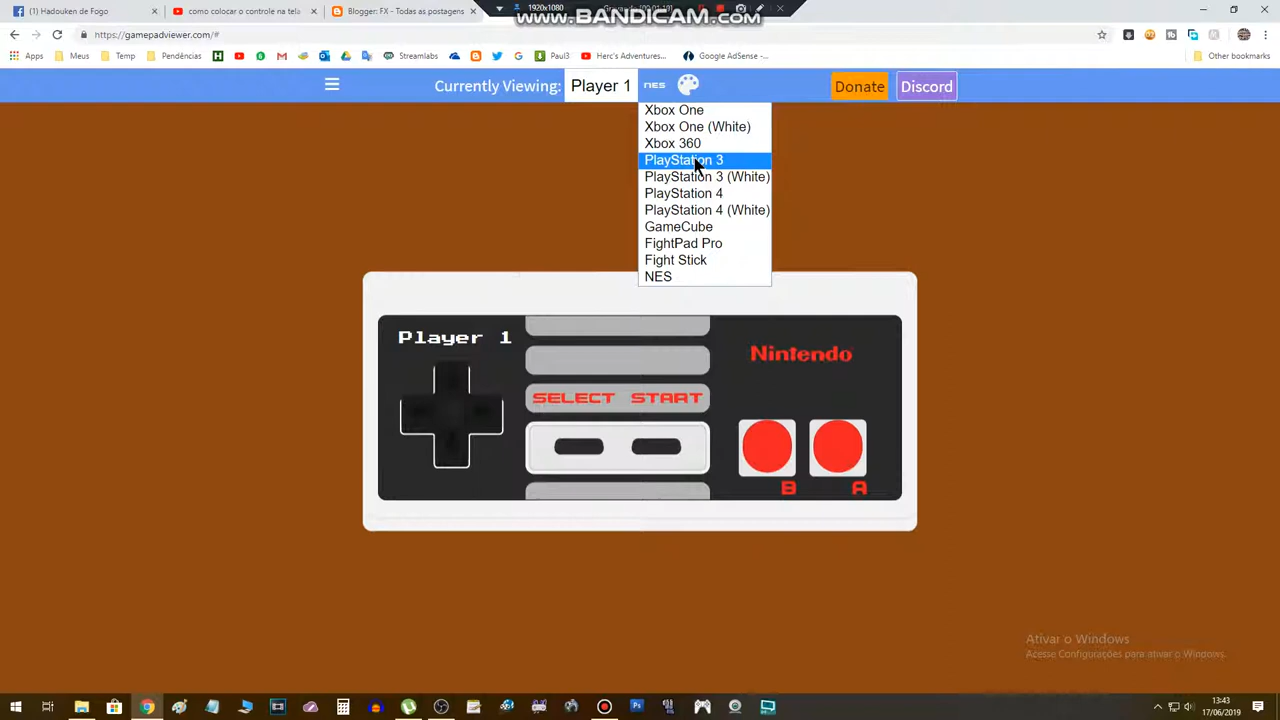 1920x1080
www.BANDICAM.com
(1) Hadouken de Fogo
como colocar o controle na tela
Blogger: FX - Todas as postagens
https://gamepadviewer.com/#
Apps
Meus
Temp
Pendências
Streamlabs
Paul3
Herc's Adventures...
Google AdSense -...
Other bookmarks
Currently Viewing:
Player 1
NES
Donate
Discord
Xbox One
Xbox One (White)
Xbox 360
PlayStation 3
PlayStation 3 (White)
PlayStation 4
PlayStation 4 (White)
GameCube
FightPad Pro
Fight Stick
NES
Player 1
Nintendo
SELECT START
B A
Ativar o Windows
Acesse Configurações para ativar o Windows.
13:43
17/06/2019